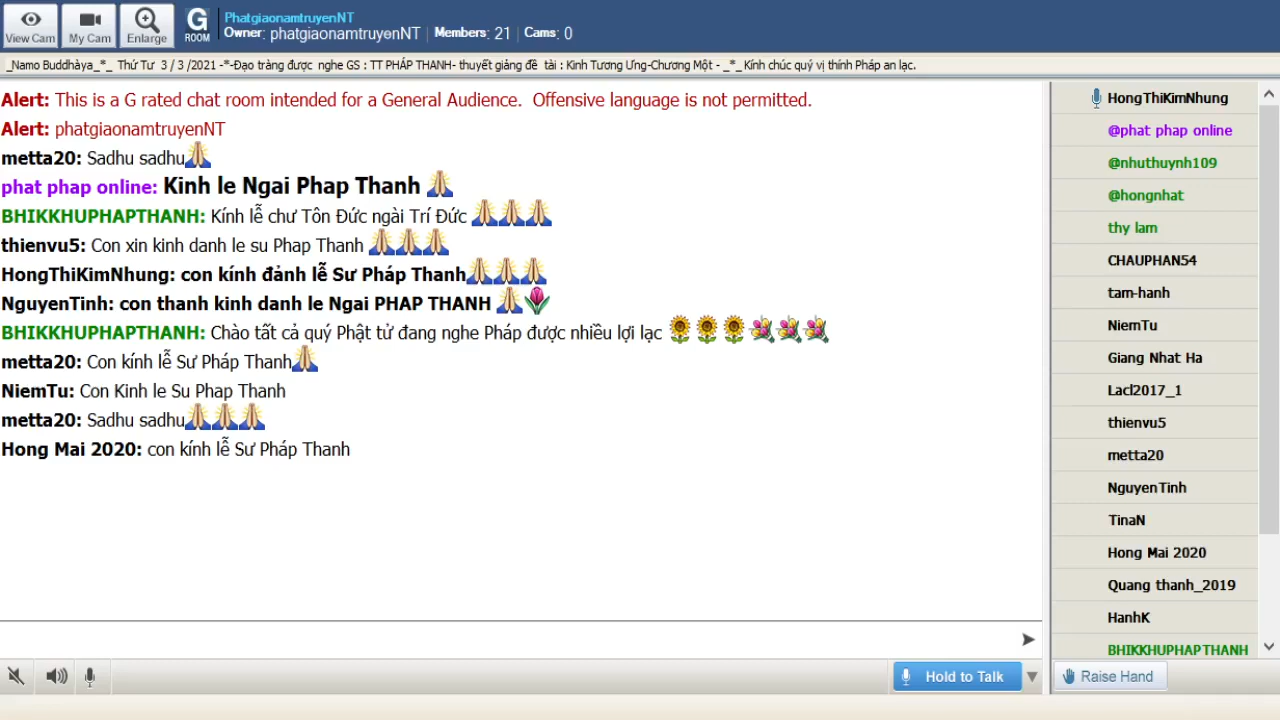 View Cam
My Cam
Enlarge
G
ROOM
PhatgiaonamtruyenNT
Owner: phatgiaonamtruyenNT | Members: 21 | Cams: 0
_Namo Buddhàya_*_ Thứ Tư 3 / 3 /2021 -*-Đạo tràng được nghe GS : TT PHÁP THANH- thuyết giảng đề tài : Kinh Tương Ưng-Chương Một - _*_Kính chúc quý vị thính Pháp an lạc.
Alert: This is a G rated chat room intended for a General Audience. Offensive language is not permitted.
Alert: phatgiaonamtruyenNT
metta20: Sadhu sadhu🙏
phat phap online: Kinh le Ngai Phap Thanh 🙏
BHIKKHUPHAPTHANH: Kính lễ chư Tôn Đức ngài Trí Đức 🙏🙏🙏
thienvu5: Con xin kinh danh le su Phap Thanh 🙏🙏🙏
HongThiKimNhung: con kính đảnh lễ Sư Pháp Thanh🙏🙏🙏
NguyenTinh: con thanh kinh danh le Ngai PHAP THANH 🙏🌷
BHIKKHUPHAPTHANH: Chào tất cả quý Phật tử đang nghe Pháp được nhiều lợi lạc 🌻🌻🌻💐💐💐
metta20: Con kính lễ Sư Pháp Thanh🙏
NiemTu: Con Kinh le Su Phap Thanh
metta20: Sadhu sadhu🙏🙏🙏
Hong Mai 2020: con kính lễ Sư Pháp Thanh
HongThiKimNhung
@phat phap online
@nhuthuynh109
@hongnhat
thy lam
CHAUPHAN54
tam-hanh
NiemTu
Giang Nhat Ha
Lacl2017_1
thienvu5
metta20
NguyenTinh
TinaN
Hong Mai 2020
Quang thanh_2019
HanhK
BHIKKHUPHAPTHANH
Hold to Talk
Raise Hand